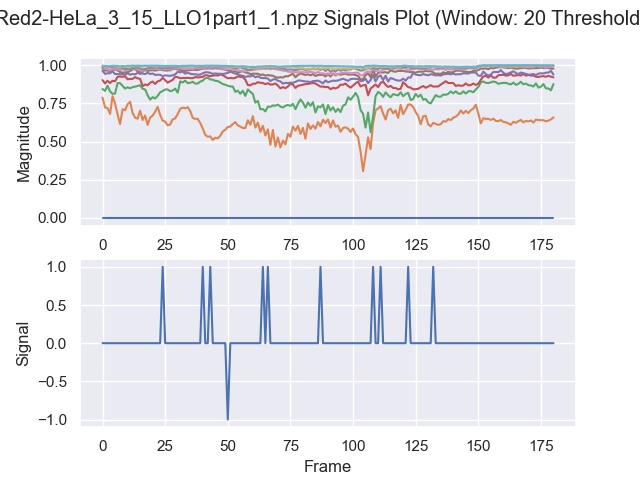 Red2-HeLa_3_15_LLO1part1_1.npz Signals Plot (Window: 20 Threshold
1.00
0.75
0.50
0.25
0.00
Magnitude
0 25 50 75 100 125 150 175
1.0
0.5
0.0
−0.5
−1.0
Signal
0 25 50 75 100 125 150 175
Frame